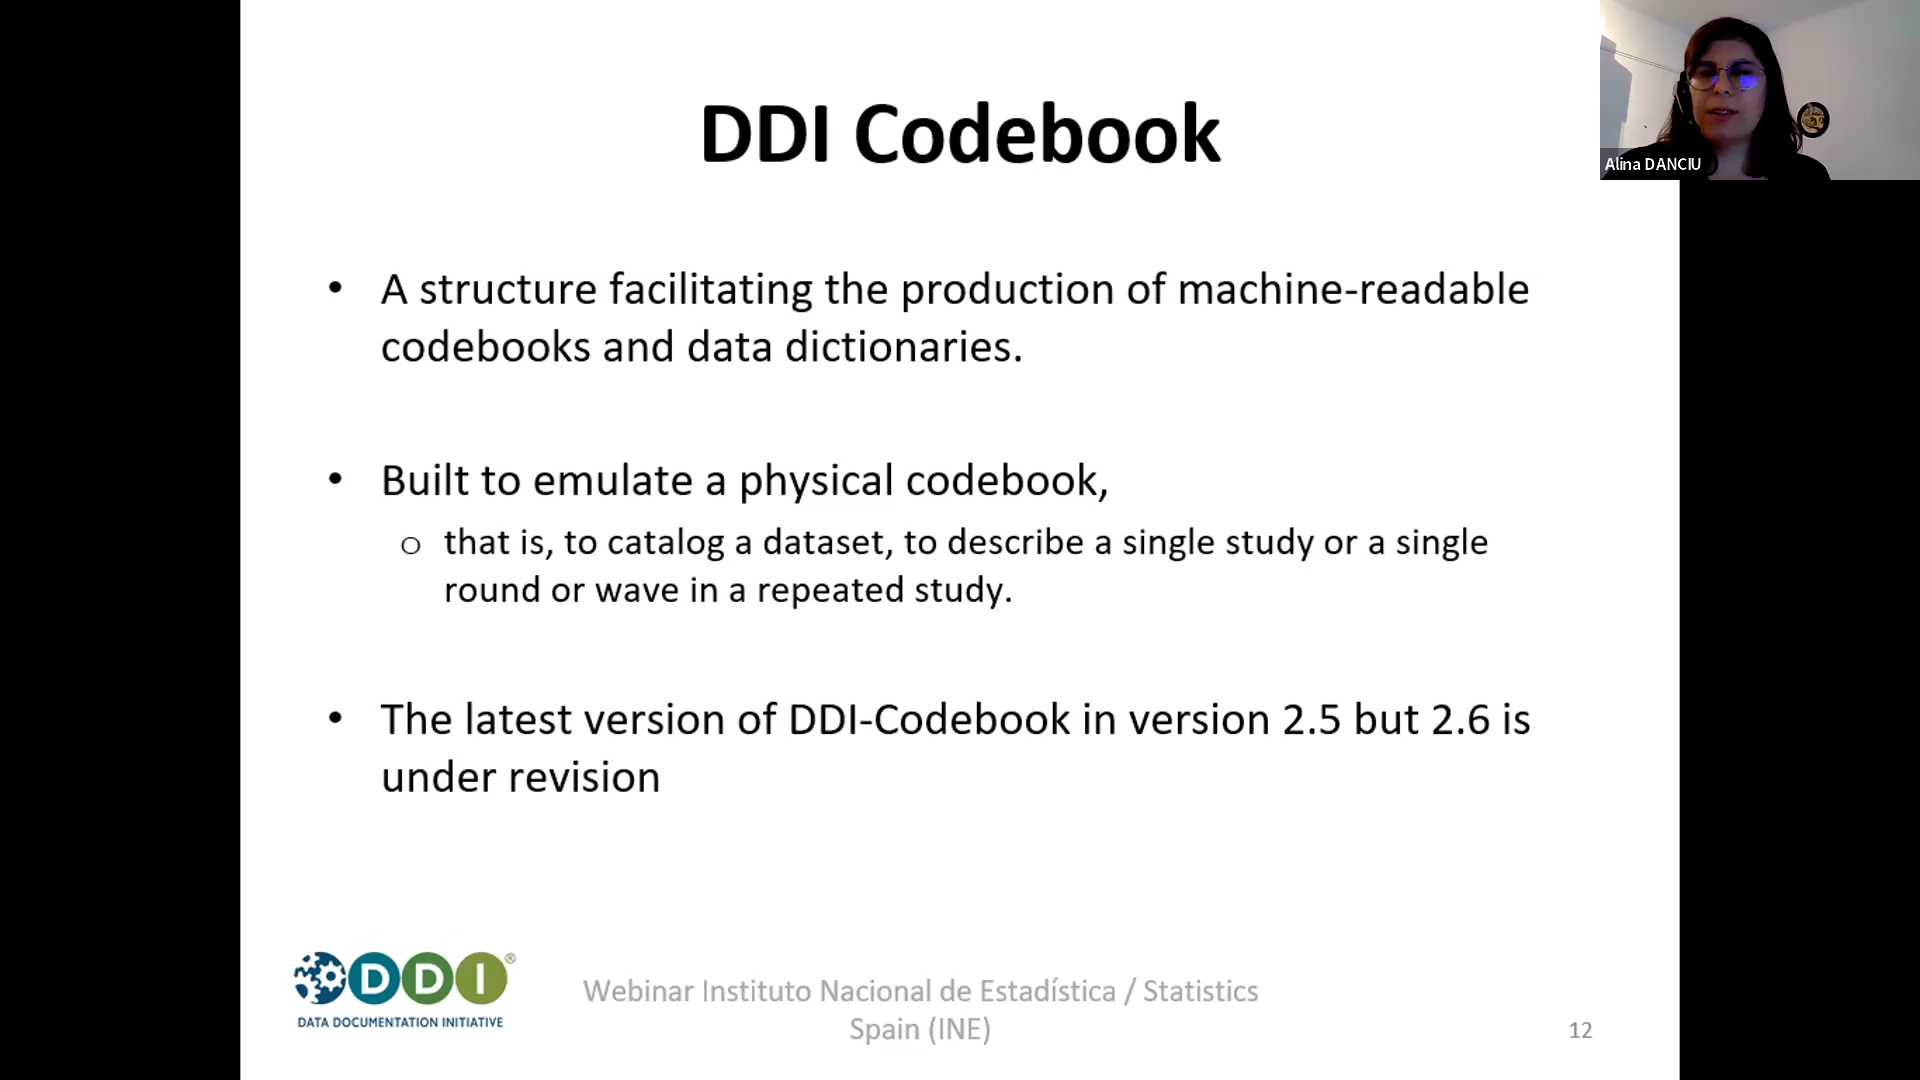 DDI Codebook
Alina DANCIU
• A structure facilitating the production of machine-readable
codebooks and data dictionaries.
• Built to emulate a physical codebook,
o that is, to catalog a dataset, to describe a single study or a single
round or wave in a repeated study.
• The latest version of DDI-Codebook in version 2.5 but 2.6 is
under revision
DDI®
DATA DOCUMENTATION INITIATIVE
Webinar Instituto Nacional de Estadística / Statistics
Spain (INE)
12